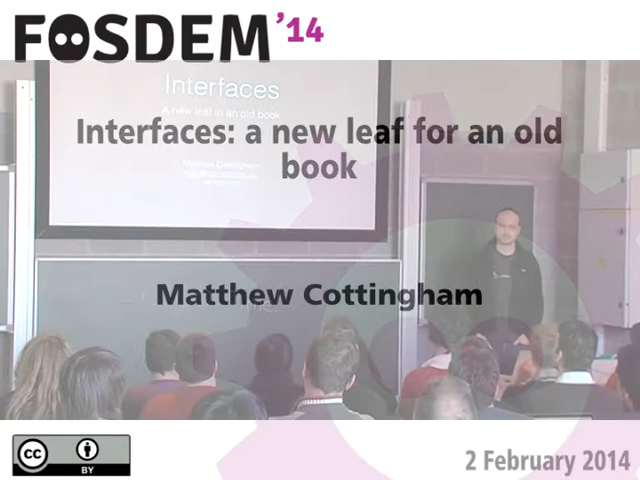 FOSDEM'14
Interfaces
A new leaf in an old book
Interfaces: a new leaf for an old
book
Matthew Cottingham
Matthew Cottingham
cc
BY
2 February 2014